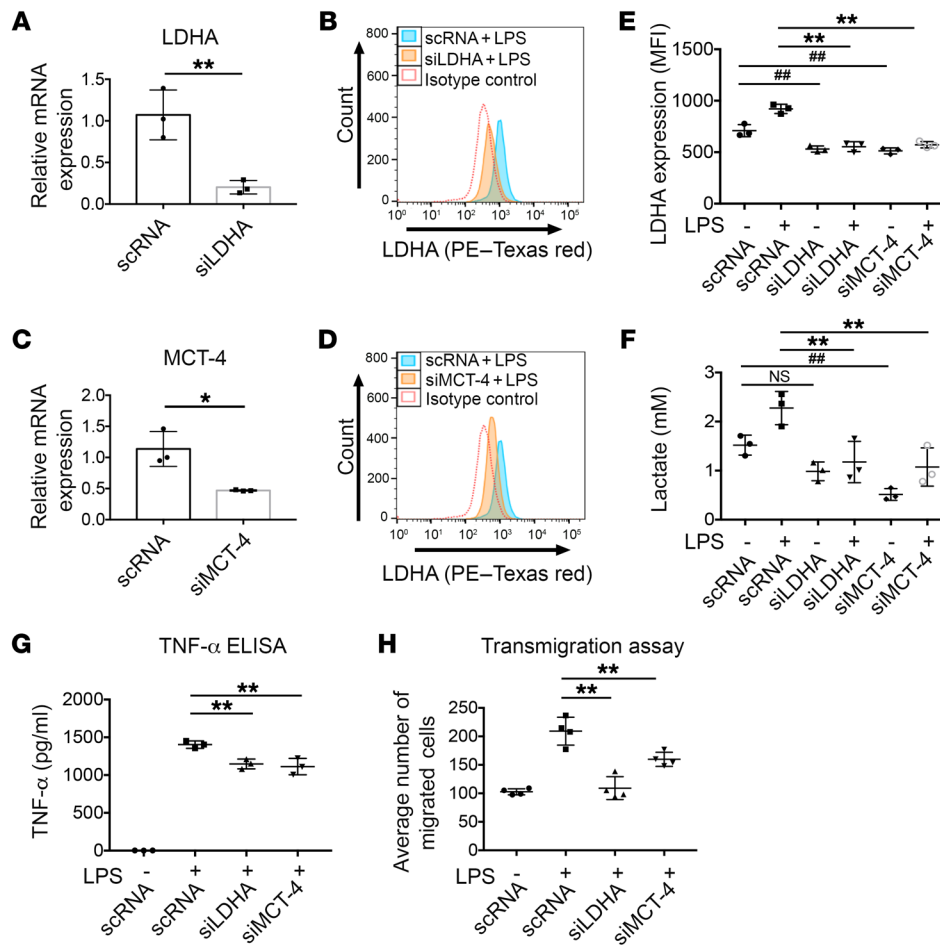 A
LDHA
**
Relative mRNA
expression
1.5
1.0
0.5
0.0
scRNA
siLDHA
B
scRNA + LPS
siLDHA + LPS
Isotype control
Count
800
600
400
200
0
10⁰
10²
10³
10⁴
10⁵
LDHA (PE–Texas red)
E
**
**
##
##
LDHA expression (MFI)
1500
1000
500
0
LPS - + - + - +
scRNA
scRNA
siLDHA
siLDHA
siMCT-4
siMCT-4
C
MCT-4
*
Relative mRNA
expression
2.0
1.5
1.0
0.5
0.0
scRNA
siMCT-4
D
scRNA + LPS
siMCT-4 + LPS
Isotype control
Count
800
600
400
200
0
10⁰
10¹
10²
10³
10⁴
10⁵
LDHA (PE–Texas red)
F
**
**
##
NS
Lactate (mM)
3
2
1
0
LPS - + - + - +
scRNA
scRNA
siLDHA
siLDHA
siMCT-4
siMCT-4
G
TNF-α ELISA
**
**
TNF-α (pg/ml)
2000
1500
1000
500
0
LPS - + + +
scRNA
scRNA
siLDHA
siMCT-4
H
Transmigration assay
**
**
Average number of
migrated cells
250
200
150
100
50
0
LPS - + + +
scRNA
scRNA
siLDHA
siMCT-4